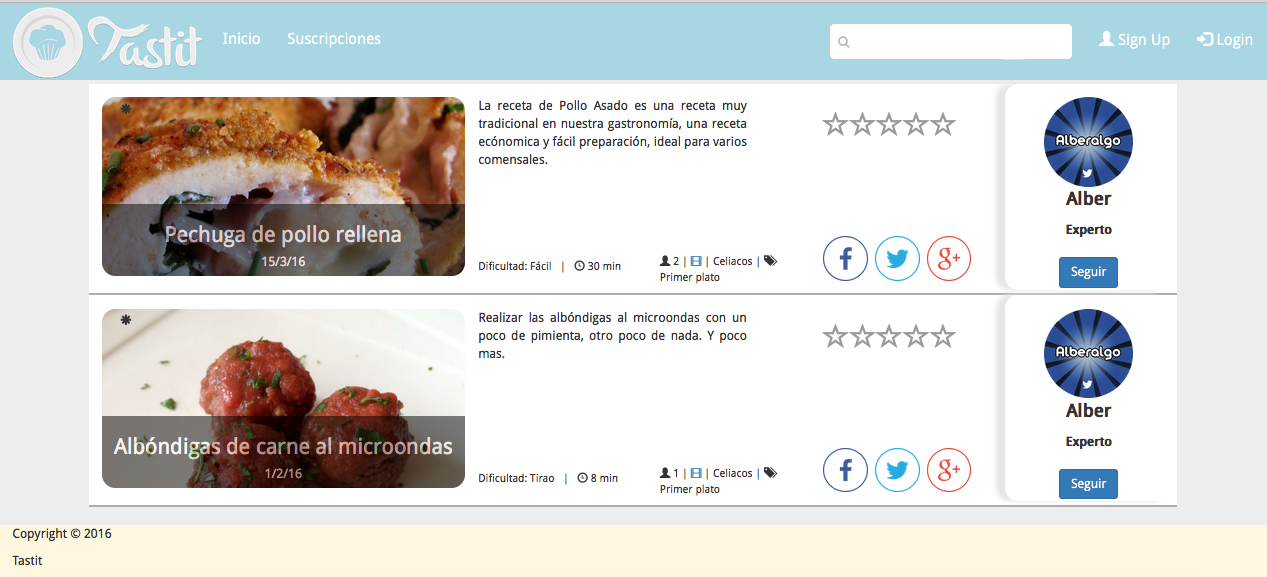 Tastit
Inicio
Suscripciones
Sign Up
Login
Pechuga de pollo rellena
15/3/16
La receta de Pollo Asado es una receta muy
tradicional en nuestra gastronomía, una receta
ecónomica y fácil preparación, ideal para varios
comensales.
Dificultad: Fácil | 30 min
2 | | Celiacos |
Primer plato
Alberalgo
Alber
Experto
Seguir
Albóndigas de carne al microondas
1/2/16
Realizar las albóndigas al microondas con un
poco de pimienta, otro poco de nada. Y poco
mas.
Dificultad: Tirao | 8 min
1 | | Celiacos |
Primer plato
Alberalgo
Alber
Experto
Seguir
Copyright © 2016
Tastit